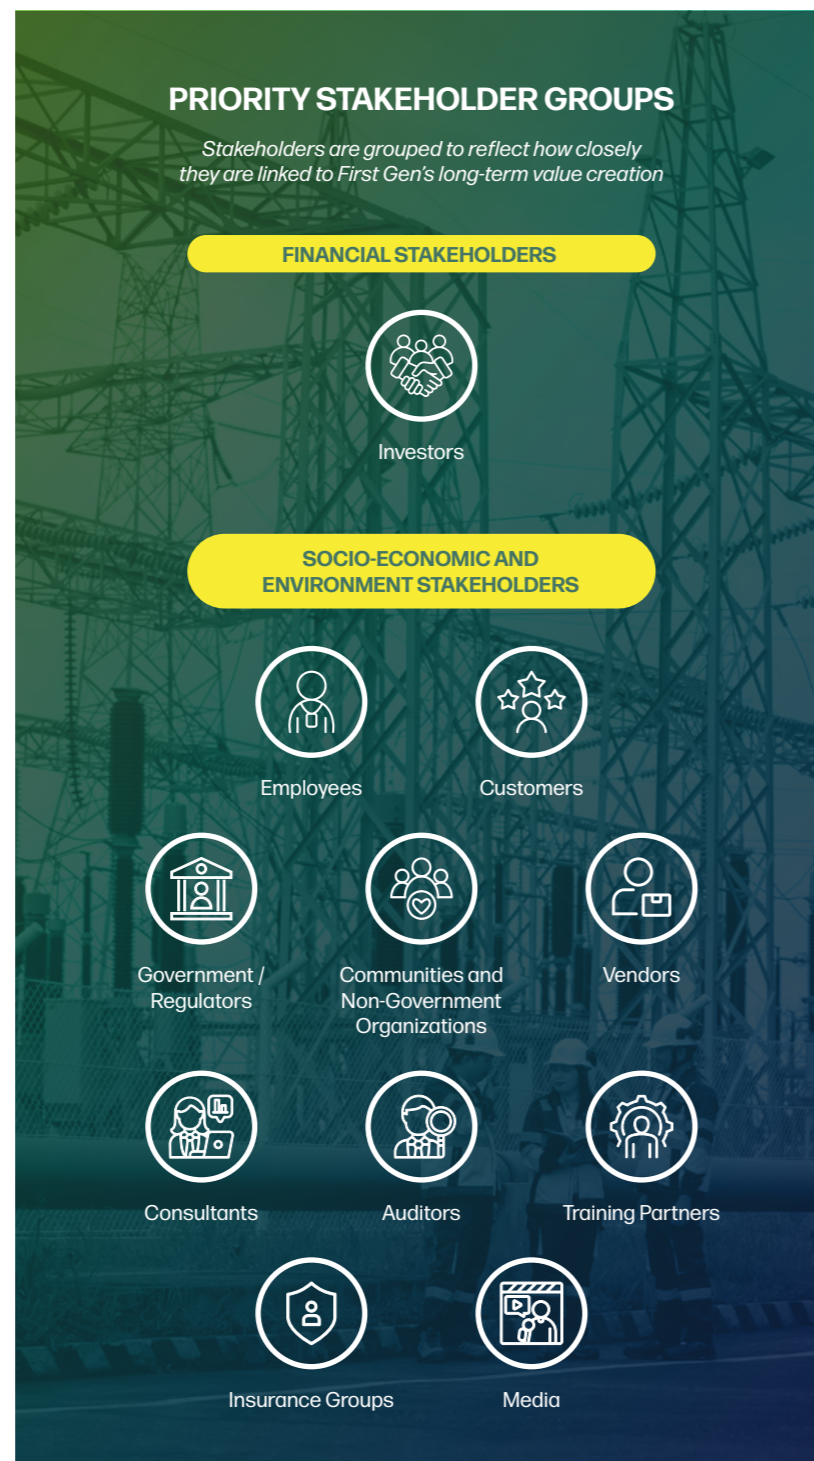 PRIORITY STAKEHOLDER GROUPS
Stakeholders are grouped to reflect how closely
they are linked to First Gen's long-term value creation
FINANCIAL STAKEHOLDERS
Investors
SOCIO-ECONOMIC AND
ENVIRONMENT STAKEHOLDERS
Employees
Customers
Government /
Regulators
Communities and
Non-Government
Organizations
Vendors
Consultants
Auditors
Training Partners
Insurance Groups
Media